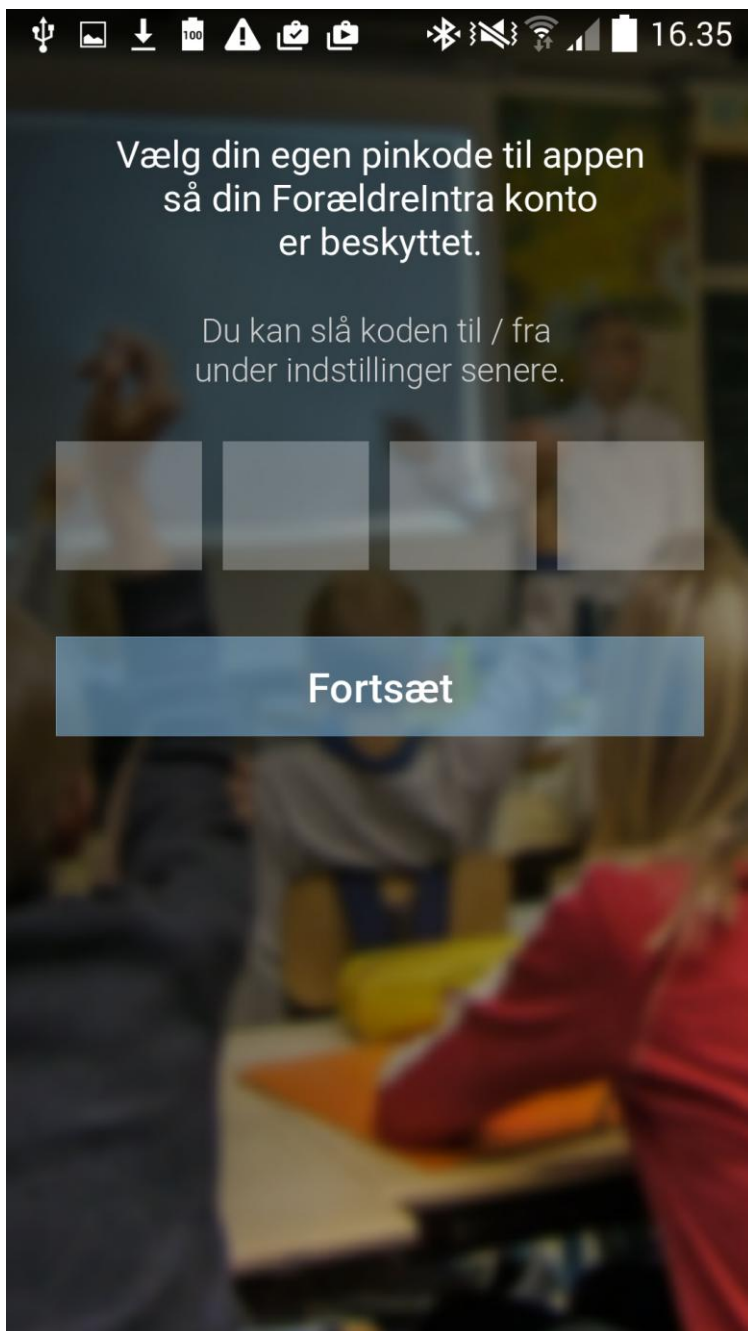 100
16.35
Vælg din egen pinkode til appen
så din ForældreIntra konto
er beskyttet.
Du kan slå koden til / fra
under indstillinger senere.
Fortsæt